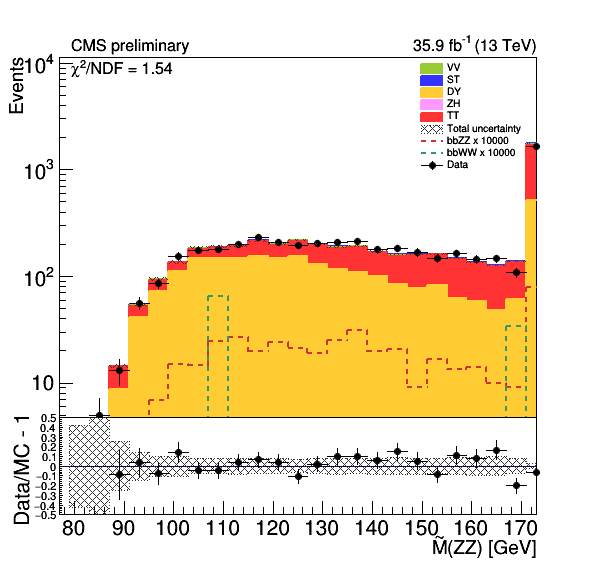 CMS preliminary 35.9 fb⁻¹ (13 TeV)
Events
10⁴
10³
10²
10
χ²/NDF = 1.54
VV
ST
DY
ZH
TT
Total uncertainty
bbZZ x 10000
bbWW x 10000
Data
Data/MC - 1
0.5
0.4
0.3
0.2
0.1
0
-0.1
-0.2
-0.3
-0.4
-0.5
80 90 100 110 120 130 140 150 160 170
M̃(ZZ) [GeV]